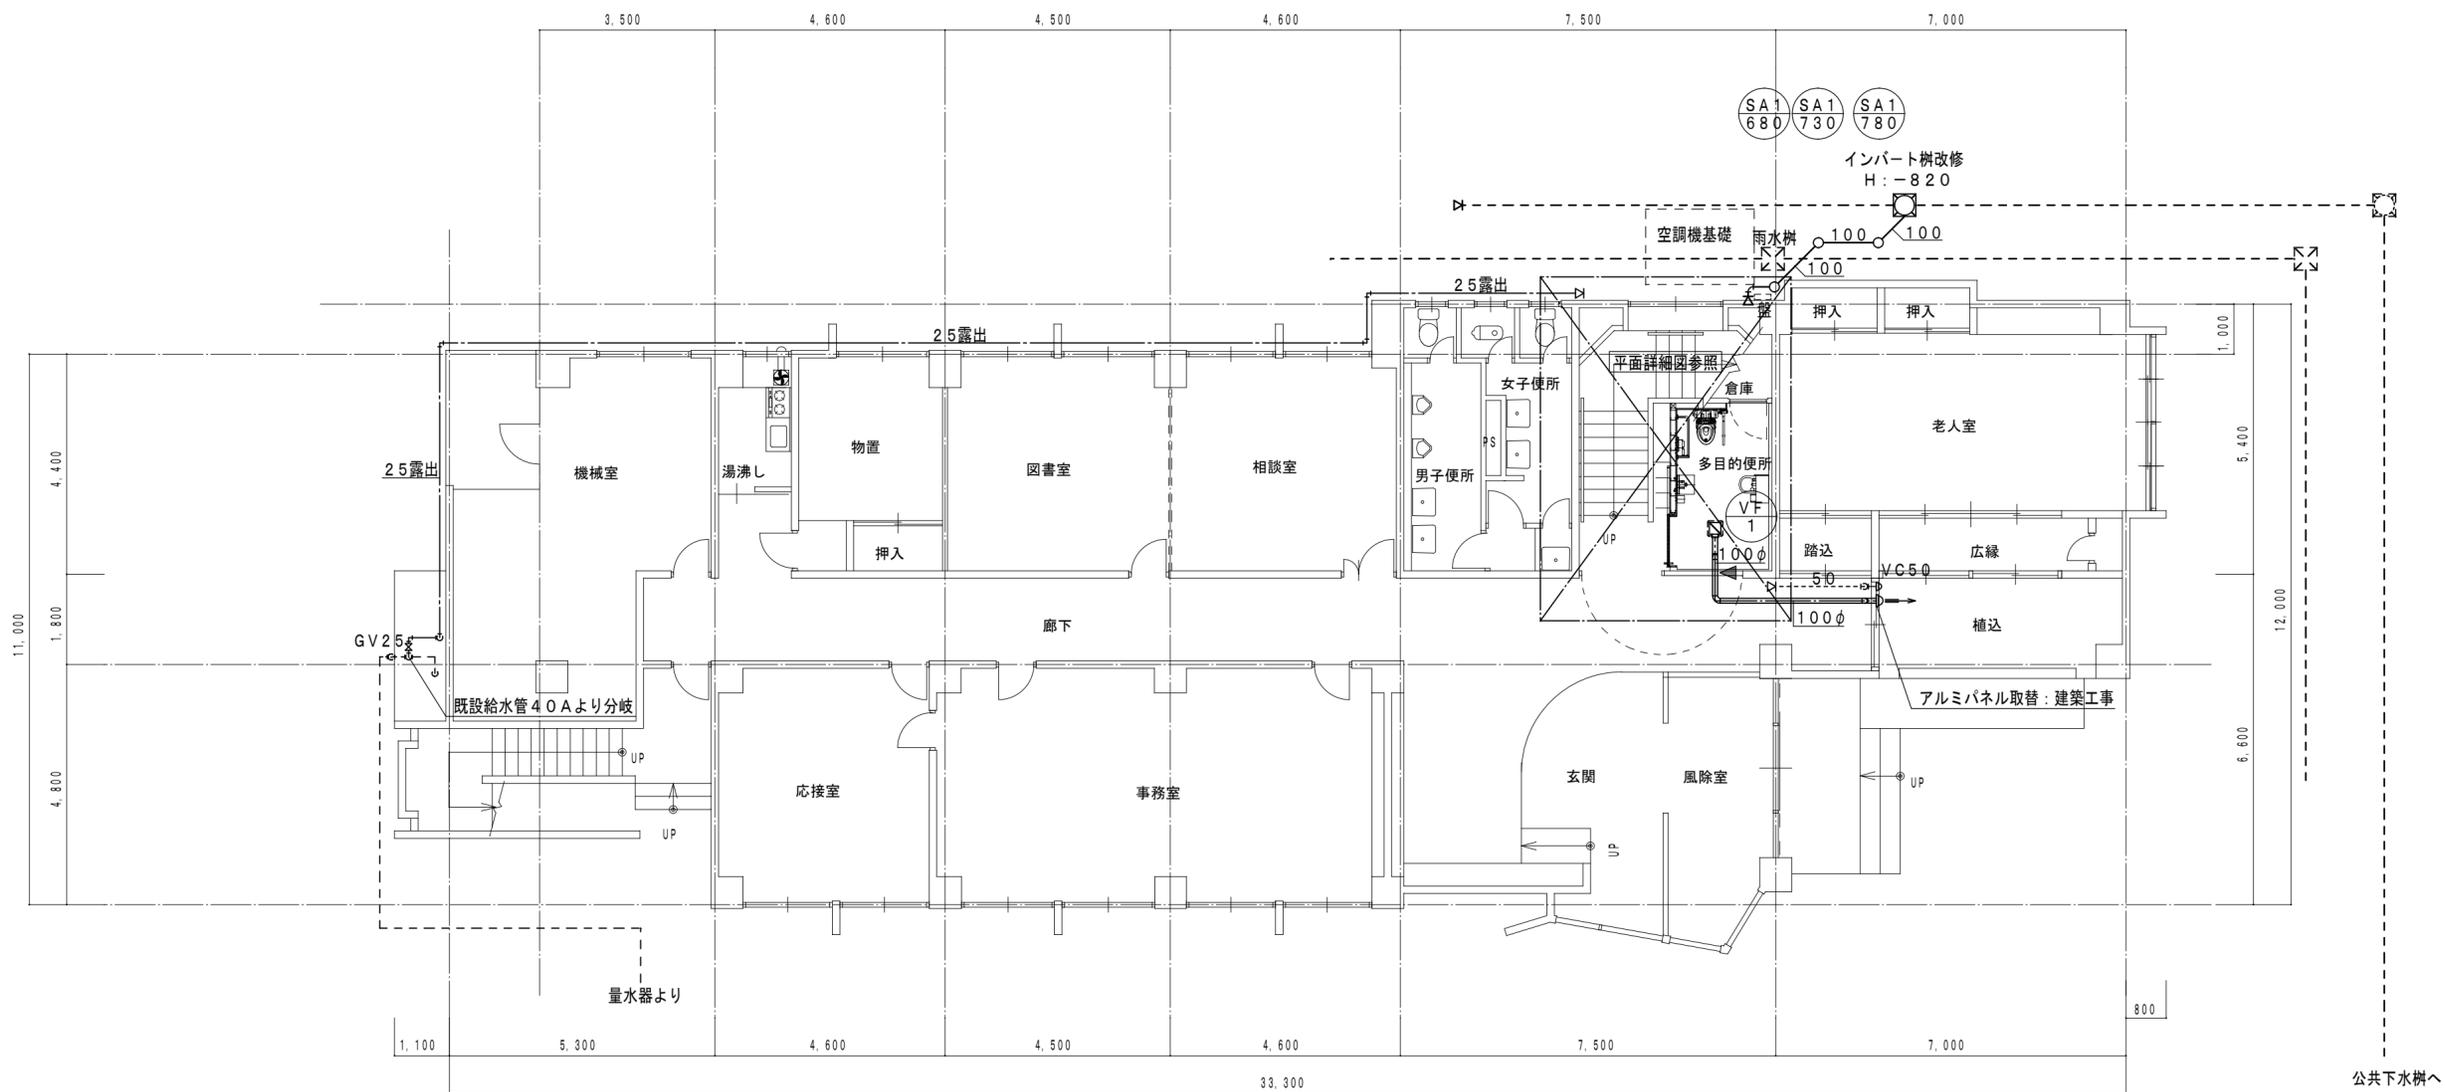 3,500
4,600
4,500
4,600
7,500
7,000
SA1
680
SA1
730
SA1
780
インバート桝改修
H:−820
空調機基礎
雨水桝
100
100
100
25露出
25露出
25露出
盤
押入
押入
1,000
平面詳細図参照
女子便所
倉庫
老人室
物置
PS
機械室
湯沸し
図書室
相談室
男子便所
多目的便所
VF
1
4,400
5,400
押入
UP
100φ
踏込
広縁
50
VC50
100φ
植込
廊下
11,000
1,800
12,000
GV25
既設給水管40Aより分岐
アルミパネル取替:建築工事
UP
UP
応接室
事務室
玄関
風除室
UP
UP
4,800
6,600
量水器より
800
1,100
5,300
4,600
4,500
4,600
7,500
7,000
33,300
公共下水桝へ